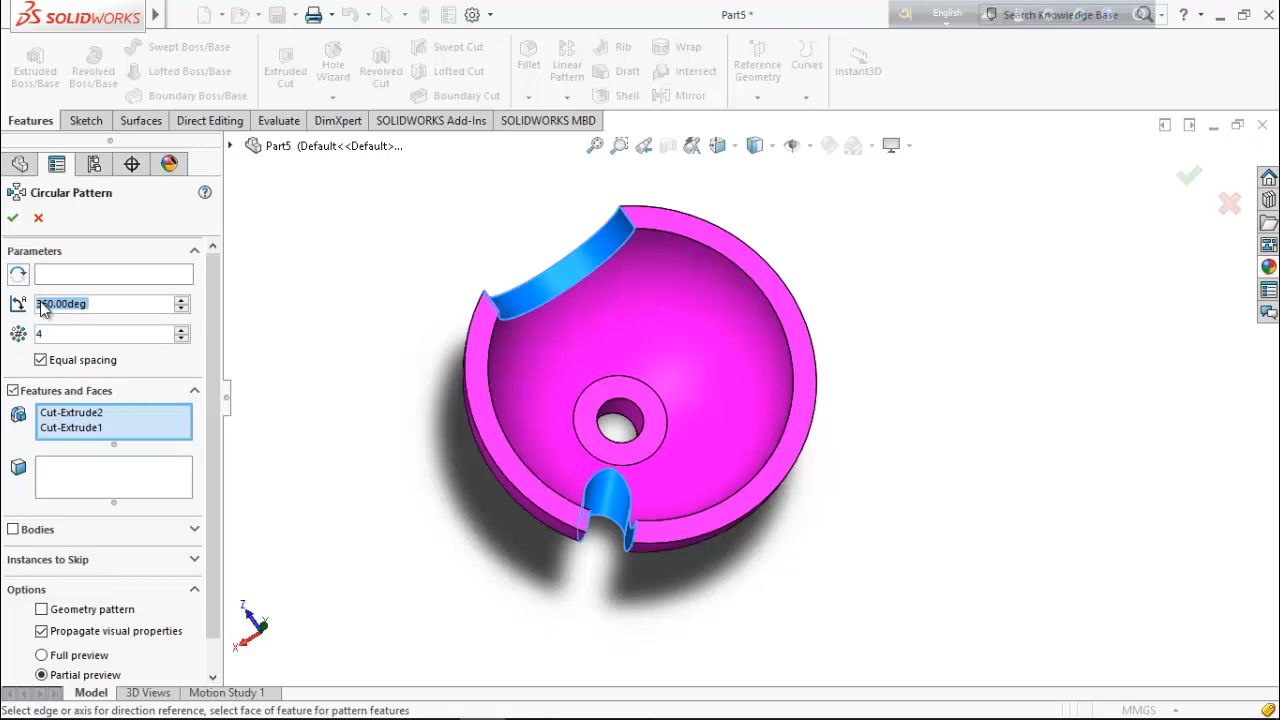 SOLIDWORKS
Part5 *
English
Search Knowledge Base
?
Extruded Boss/Base
Revolved Boss/Base
Swept Boss/Base
Lofted Boss/Base
Boundary Boss/Base
Extruded Cut
Hole Wizard
Revolved Cut
Swept Cut
Lofted Cut
Boundary Cut
Fillet
Linear Pattern
Rib
Draft
Shell
Wrap
Intersect
Mirror
Reference Geometry
Curves
Instant3D
Features
Sketch
Surfaces
Direct Editing
Evaluate
DimXpert
SOLIDWORKS Add-Ins
SOLIDWORKS MBD
Part5 (Default<<Default>...
Circular Pattern
?
Parameters
360.00deg
4
Equal spacing
Features and Faces
Cut-Extrude2
Cut-Extrude1
Bodies
Instances to Skip
Options
Geometry pattern
Propagate visual properties
Full preview
Partial preview
Z
Y
X
Model
3D Views
Motion Study 1
Select edge or axis for direction reference, select face of feature for pattern features
MMGS